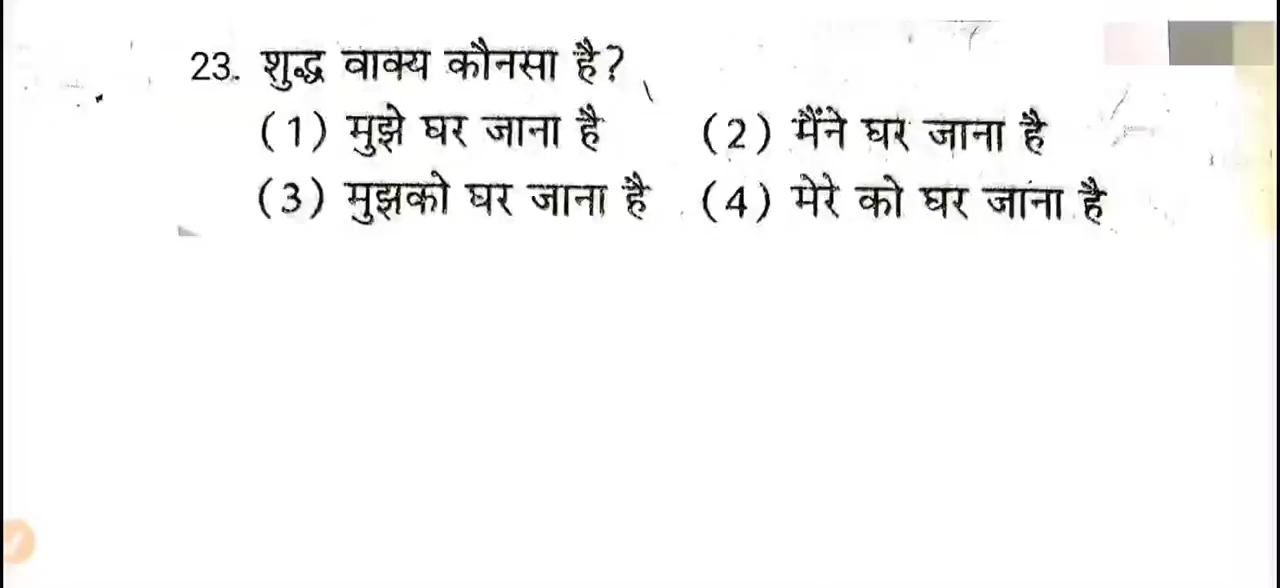 23. शुद्ध वाक्य कौनसा है?
(1) मुझे घर जाना है (2) मैंने घर जाना है
(3) मुझको घर जाना है (4) मेरे को घर जाना है